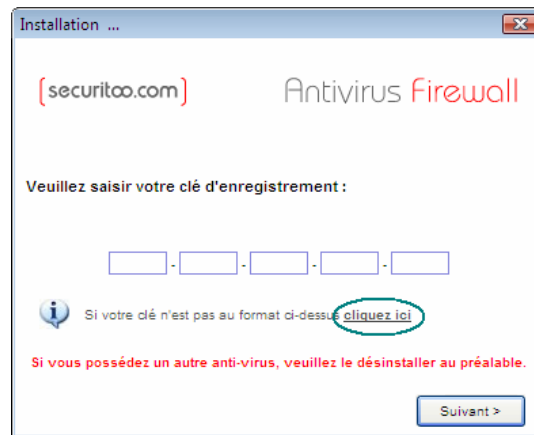 Installation ...
[securitoo.com]
Antivirus Firewall
Veuillez saisir votre clé d'enregistrement :
- - - -
Si votre clé n'est pas au format ci-dessus cliquez ici
Si vous possédez un autre anti-virus, veuillez le désinstaller au préalable.
Suivant >